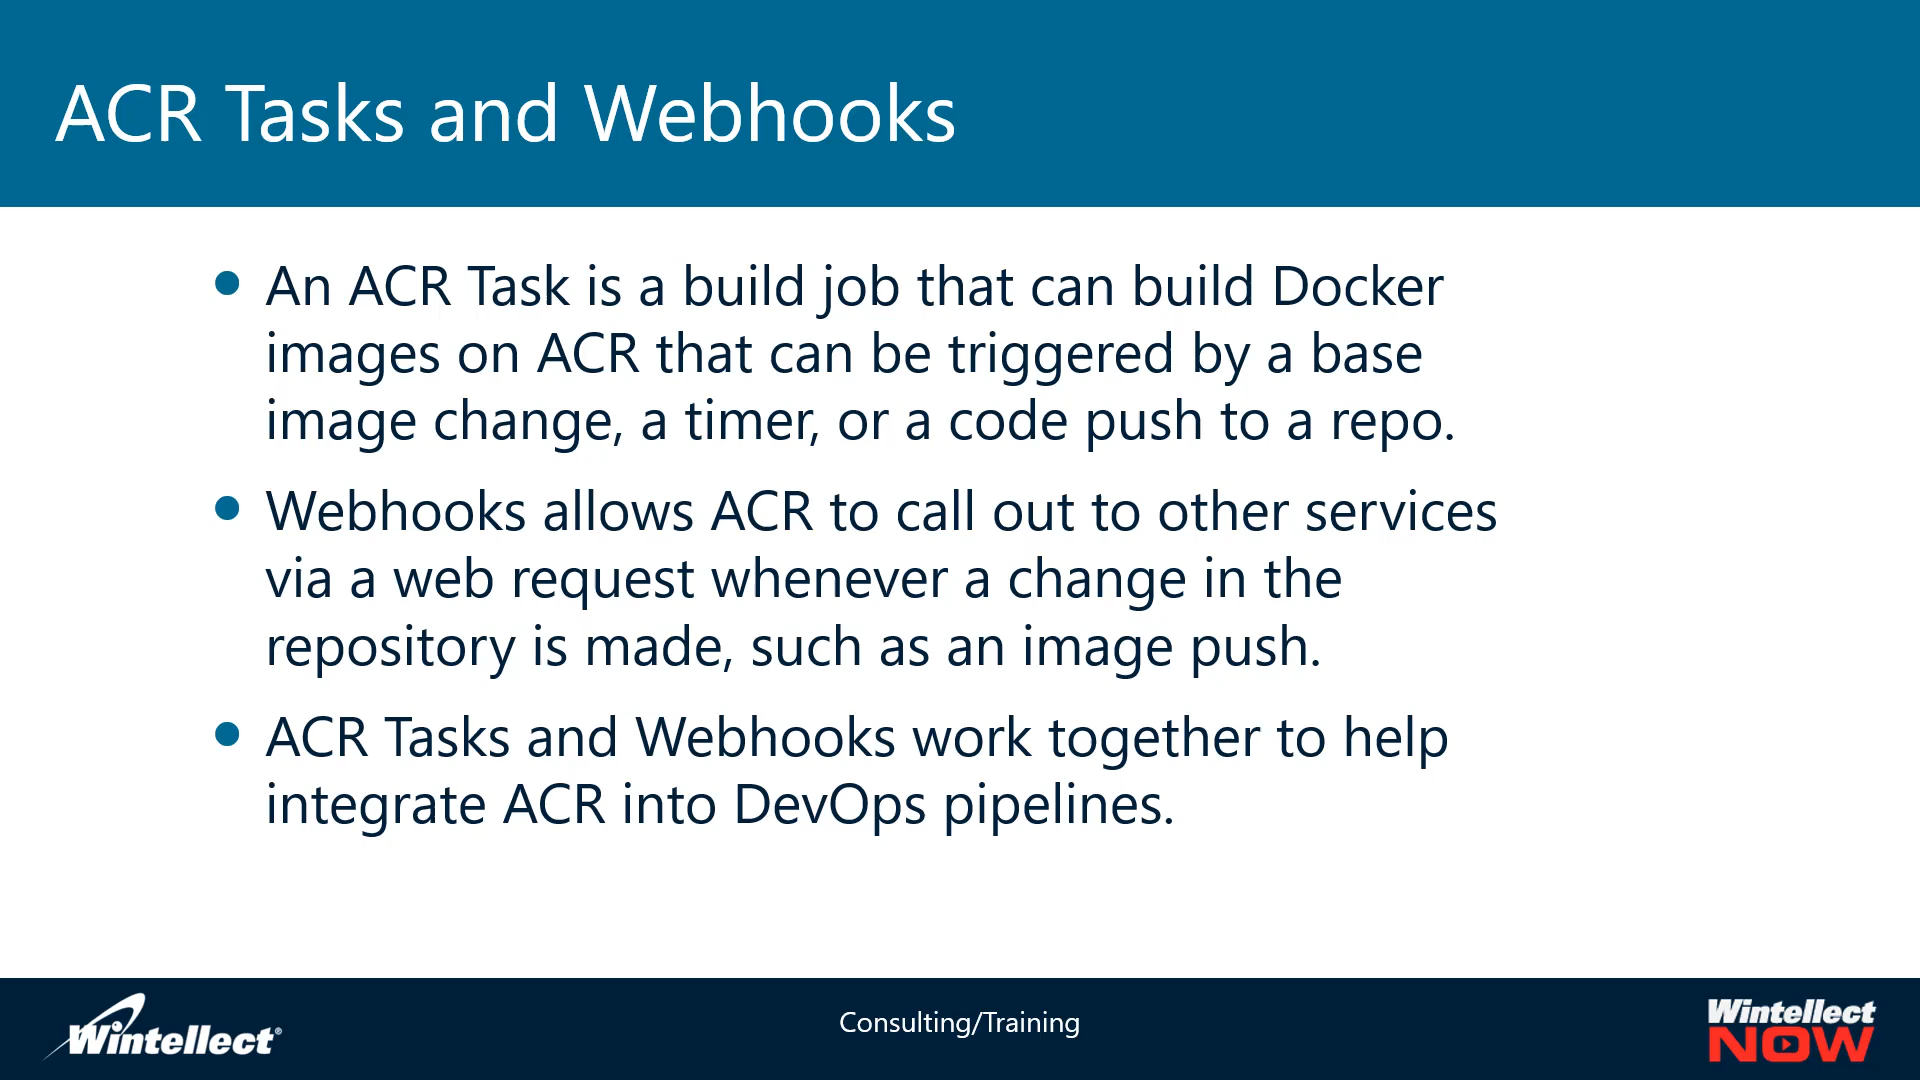 ACR Tasks and Webhooks
• An ACR Task is a build job that can build Docker
images on ACR that can be triggered by a base
image change, a timer, or a code push to a repo.
• Webhooks allows ACR to call out to other services
via a web request whenever a change in the
repository is made, such as an image push.
• ACR Tasks and Webhooks work together to help
integrate ACR into DevOps pipelines.
Wintellect®
Consulting/Training
Wintellect
NOW